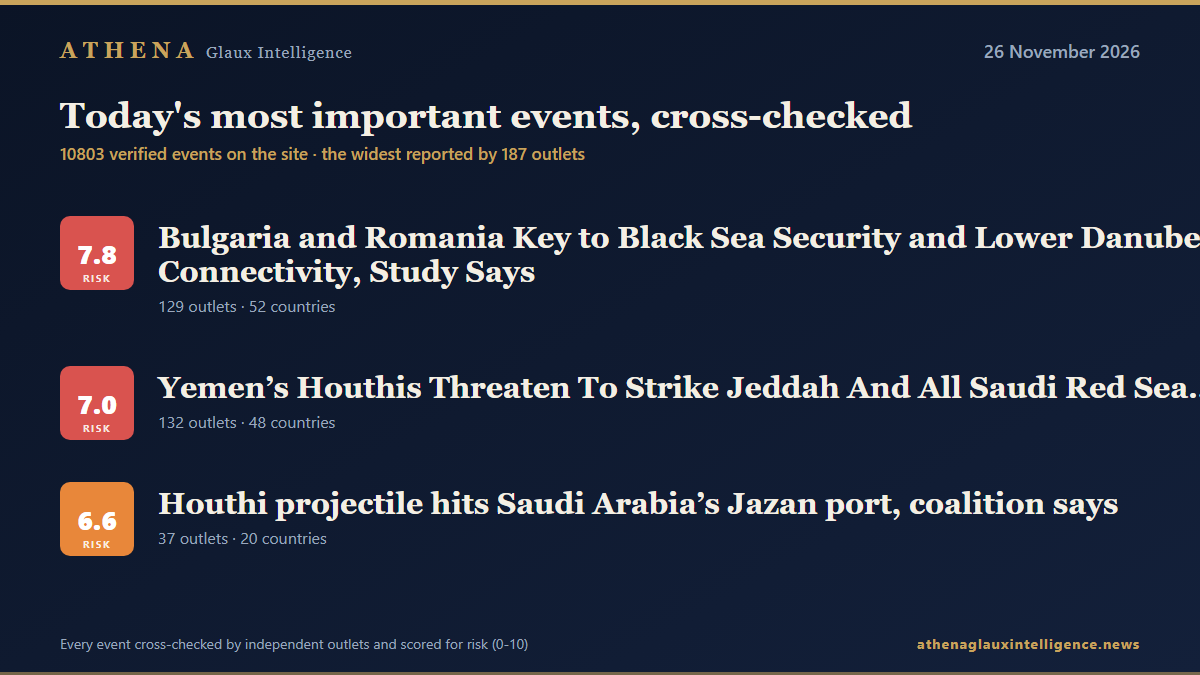 ATHENA Glaux Intelligence
26 November 2026
Today's most important events, cross-checked
10803 verified events on the site · the widest reported by 187 outlets
7.8
RISK
Bulgaria and Romania Key to Black Sea Security and Lower Danube
Connectivity, Study Says
129 outlets · 52 countries
7.0
RISK
Yemen’s Houthis Threaten To Strike Jeddah And All Saudi Red Sea..
132 outlets · 48 countries
6.6
RISK
Houthi projectile hits Saudi Arabia’s Jazan port, coalition says
37 outlets · 20 countries
Every event cross-checked by independent outlets and scored for risk (0-10)
athenaglauxintelligence.news